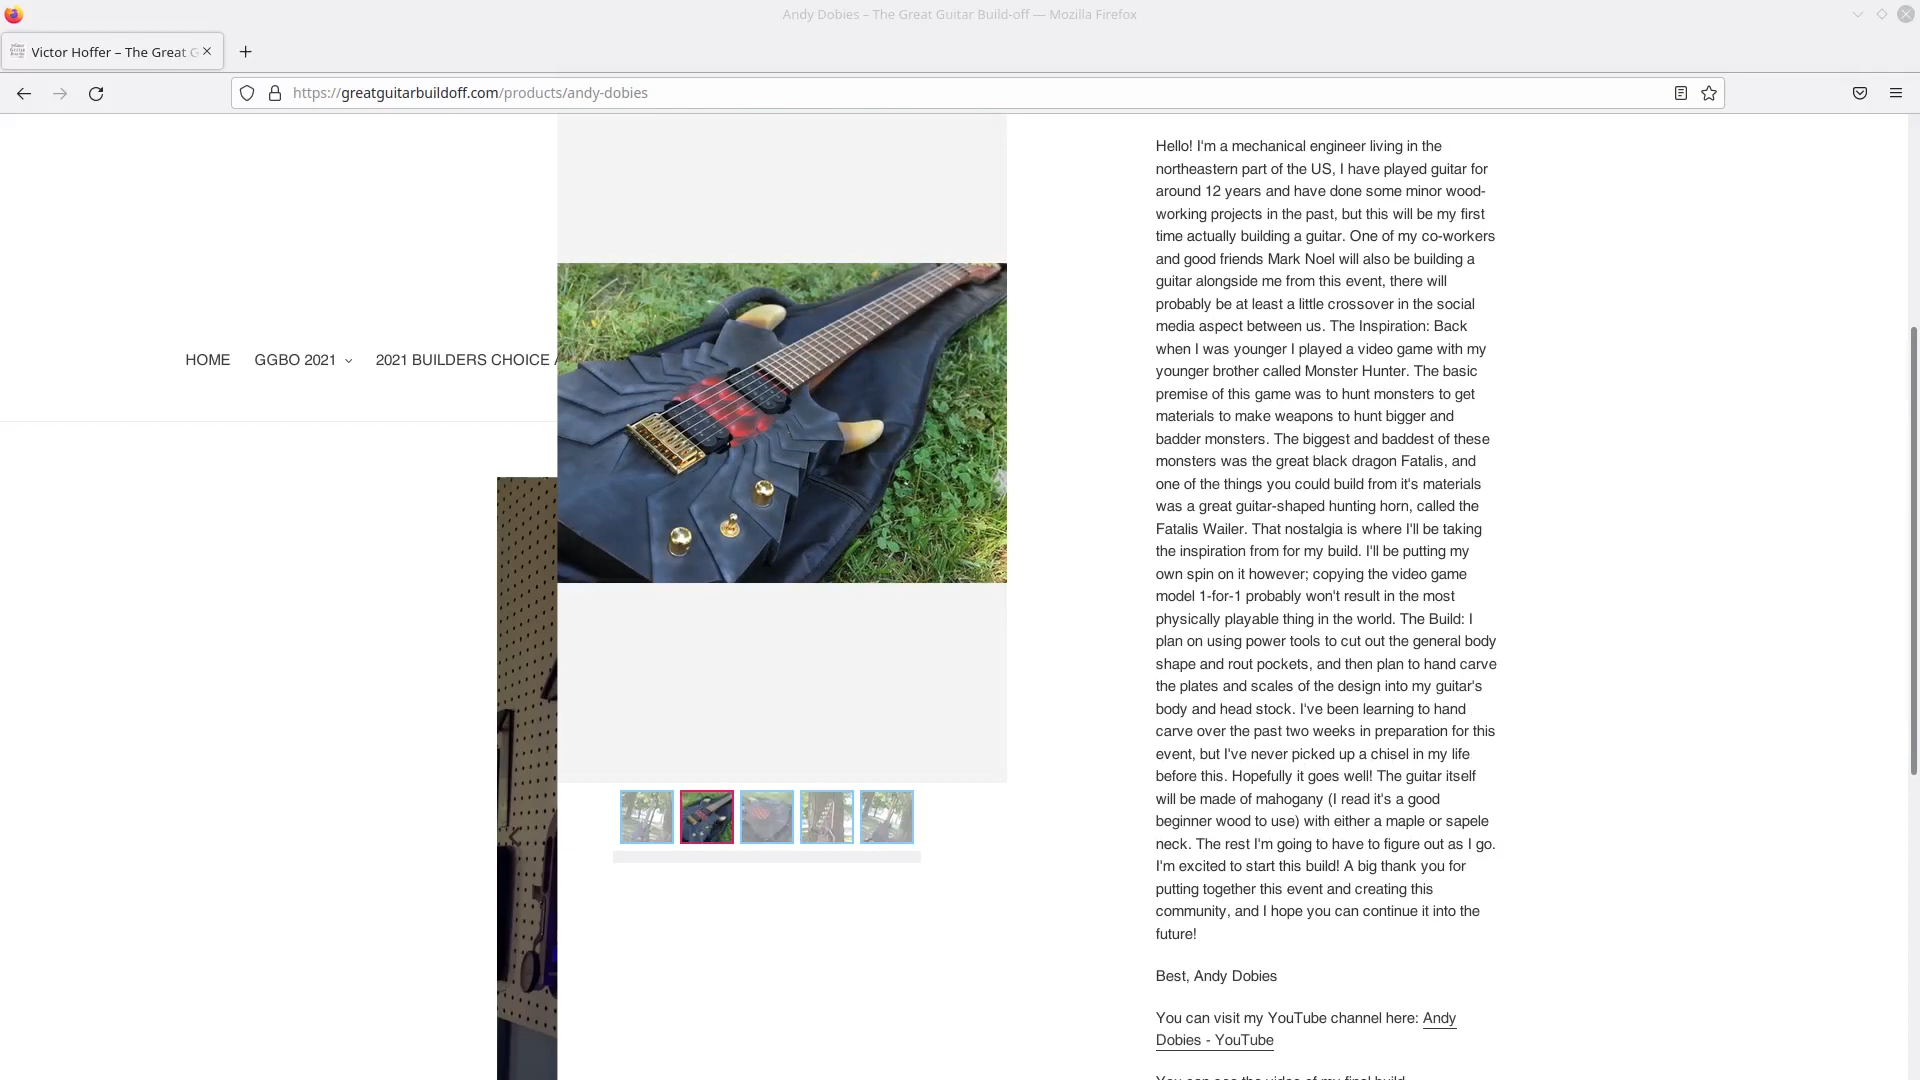 Andy Dobies – The Great Guitar Build-off — Mozilla Firefox
Victor Hoffer – The Great G
https://greatguitarbuildoff.com/products/andy-dobies
HOME
GGBO 2021
2021 BUILDERS CHOICE
Hello! I'm a mechanical engineer living in the
northeastern part of the US, I have played guitar for
around 12 years and have done some minor wood-
working projects in the past, but this will be my first
time actually building a guitar. One of my co-workers
and good friends Mark Noel will also be building a
guitar alongside me from this event, there will
probably be at least a little crossover in the social
media aspect between us. The Inspiration: Back
when I was younger I played a video game with my
younger brother called Monster Hunter. The basic
premise of this game was to hunt monsters to get
materials to make weapons to hunt bigger and
badder monsters. The biggest and baddest of these
monsters was the great black dragon Fatalis, and
one of the things you could build from it's materials
was a great guitar-shaped hunting horn, called the
Fatalis Wailer. That nostalgia is where I'll be taking
the inspiration from for my build. I'll be putting my
own spin on it however; copying the video game
model 1-for-1 probably won't result in the most
physically playable thing in the world. The Build: I
plan on using power tools to cut out the general body
shape and rout pockets, and then plan to hand carve
the plates and scales of the design into my guitar's
body and head stock. I've been learning to hand
carve over the past two weeks in preparation for this
event, but I've never picked up a chisel in my life
before this. Hopefully it goes well! The guitar itself
will be made of mahogany (I read it's a good
beginner wood to use) with either a maple or sapele
neck. The rest I'm going to have to figure out as I go.
I'm excited to start this build! A big thank you for
putting together this event and creating this
community, and I hope you can continue it into the
future!
Best, Andy Dobies
You can visit my YouTube channel here: Andy
Dobies - YouTube
You can see the video of my final build